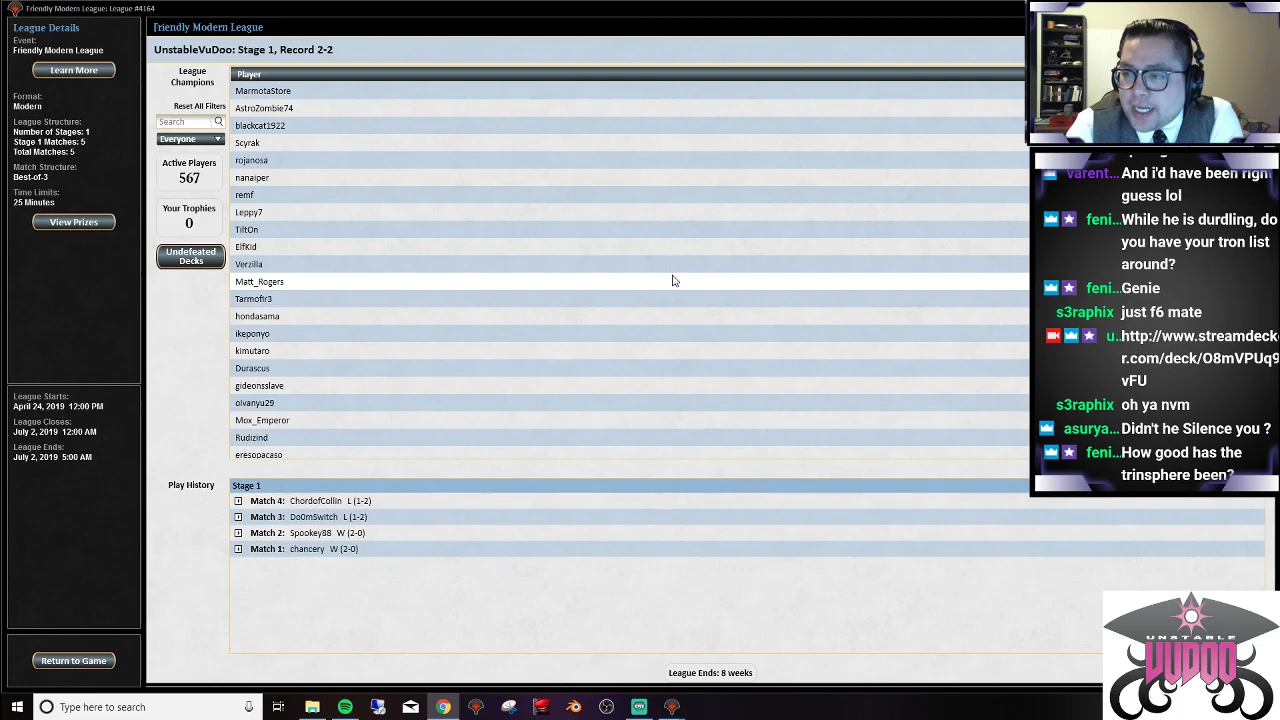 Friendly Modern League: League #4164
League Details
Event:
Friendly Modern League
Learn More
Format:
Modern
League Structure:
Number of Stages: 1
Stage 1 Matches: 5
Total Matches: 5
Match Structure:
Best-of-3
Time Limits:
25 Minutes
View Prizes
League Starts:
April 24, 2019 12:00 PM
League Closes:
July 2, 2019 12:00 AM
League Ends:
July 2, 2019 5:00 AM
Return to Game
Friendly Modern League
UnstableVuDoo: Stage 1, Record 2-2
League
Champions
Reset All Filters
Search
Everyone
Active Players
567
Your Trophies
0
Undefeated
Decks
Player
MarmotaStore
AstroZombie74
blackcat1922
Scyrak
rojanosa
nanaiper
remf
Leppy7
TiltOn
ElfKid
Verzilla
Matt_Rogers
Tarmofir3
hondasama
ikeponyo
kimutaro
Durascus
gideonsslave
olvanyu29
Mox_Emperor
Rudizind
eresopacaso
Play History
Stage 1
Match 4: ChordofCollin L (1-2)
Match 3: Do0mSwitch L (1-2)
Match 2: Spookey88 W (2-0)
Match 1: chancery W (2-0)
League Ends: 8 weeks
varent... And i'd have been right
guess lol
feni... While he is durdling, do
you have your tron list
around?
feni... Genie
s3raphix just f6 mate
u... http://www.streamdeck
r.com/deck/O8mVPUq9
vFU
s3raphix oh ya nvm
asurya... Didn't he Silence you ?
feni... How good has the
trinsphere been?
UNSTABLE
VUDOO
Type here to search